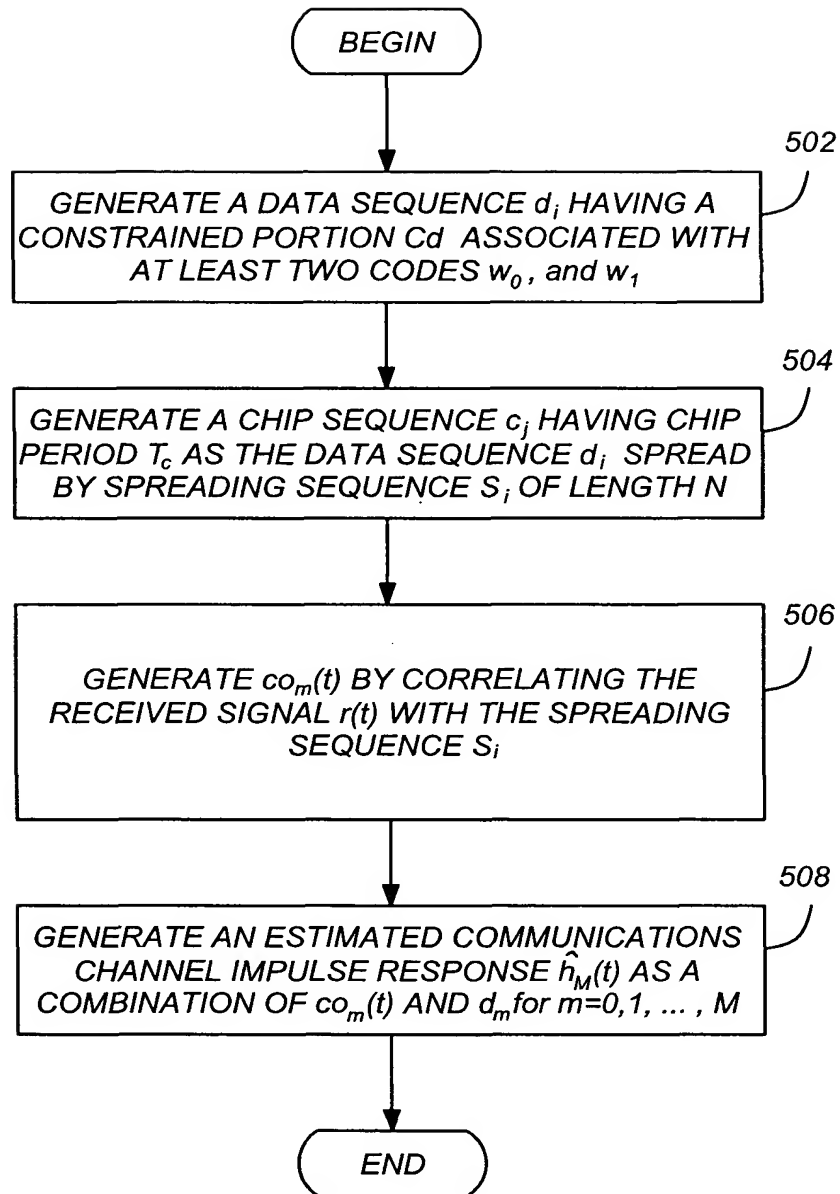 BEGIN
502
GENERATE A DATA SEQUENCE d_i HAVING A
CONSTRAINED PORTION Cd ASSOCIATED WITH
AT LEAST TWO CODES w_0, and w_1
504
GENERATE A CHIP SEQUENCE c_j HAVING CHIP
PERIOD T_c AS THE DATA SEQUENCE d_i SPREAD
BY SPREADING SEQUENCE S_i OF LENGTH N
506
GENERATE co_m(t) BY CORRELATING THE
RECEIVED SIGNAL r(t) WITH THE SPREADING
SEQUENCE S_i
508
GENERATE AN ESTIMATED COMMUNICATIONS
CHANNEL IMPULSE RESPONSE ĥ_M(t) AS A
COMBINATION OF co_m(t) AND d_m for m=0,1, ... , M
END